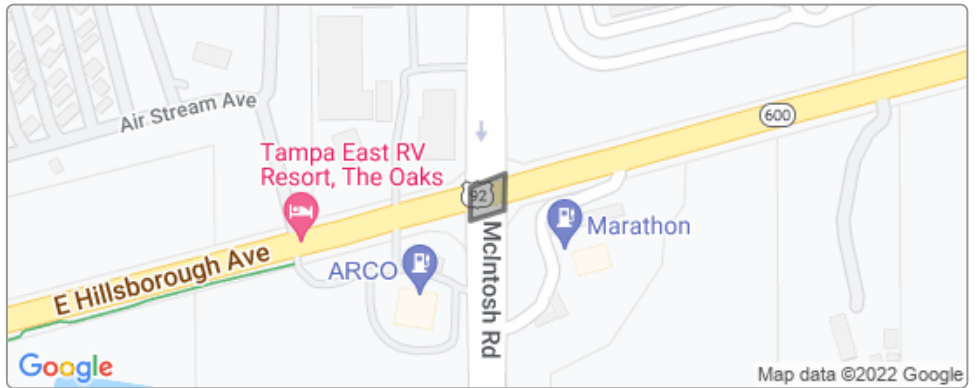 Air Stream Ave
600
Tampa East RV
Resort, The Oaks
92
Marathon
McIntosh Rd
ARCO
E Hillsborough Ave
Google
Map data ©2022 Google